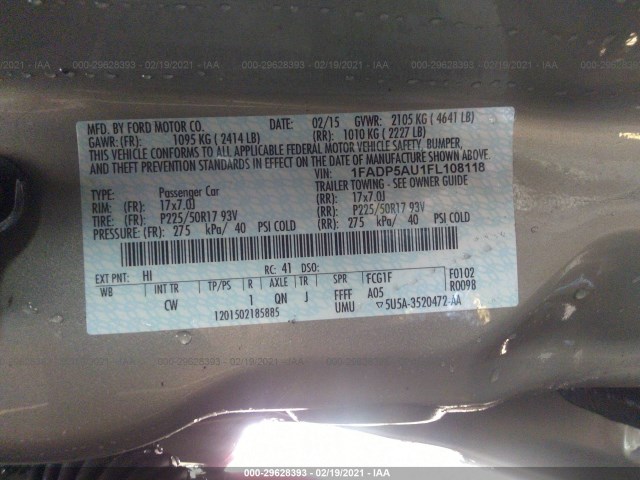 000-29628393 - 02/19/2021 - IAA
MFD. BY FORD MOTOR CO.
DATE: 02/15 GVWR: 2105 KG ( 4641 LB)
GAWR: (FR): 1095 KG ( 2414 LB) (RR): 1010 KG ( 2227 LB)
THIS VEHICLE CONFORMS TO ALL APPLICABLE FEDERAL MOTOR VEHICLE SAFETY, BUMPER,
AND THEFT PREVENTION STANDARDS IN EFFECT ON THE DATE OF MANUFACTURE SHOWN ABOVE.
VIN: 1FADP5AU1FL108118
TYPE: Passenger Car TRAILER TOWING - SEE OWNER GUIDE
RIM: (FR): 17x7.0J (RR): 17x7.0J
TIRE: (FR): P225/50R17 93V (RR): P225/50R17 93V
PRESSURE: (FR): 275 kPa/ 40 PSI COLD (RR): 275 kPa/ 40 PSI COLD
EXT PNT: HI RC: 41 DSO:
WB INT TR TP/PS R AXLE TR SPR FCG1F F0102
CW 1 QN J FFFF A05 R0098
1201502185885 UMU ▽5U5A-3520472-AA
000-29628393 - 02/19/2021 - IAA